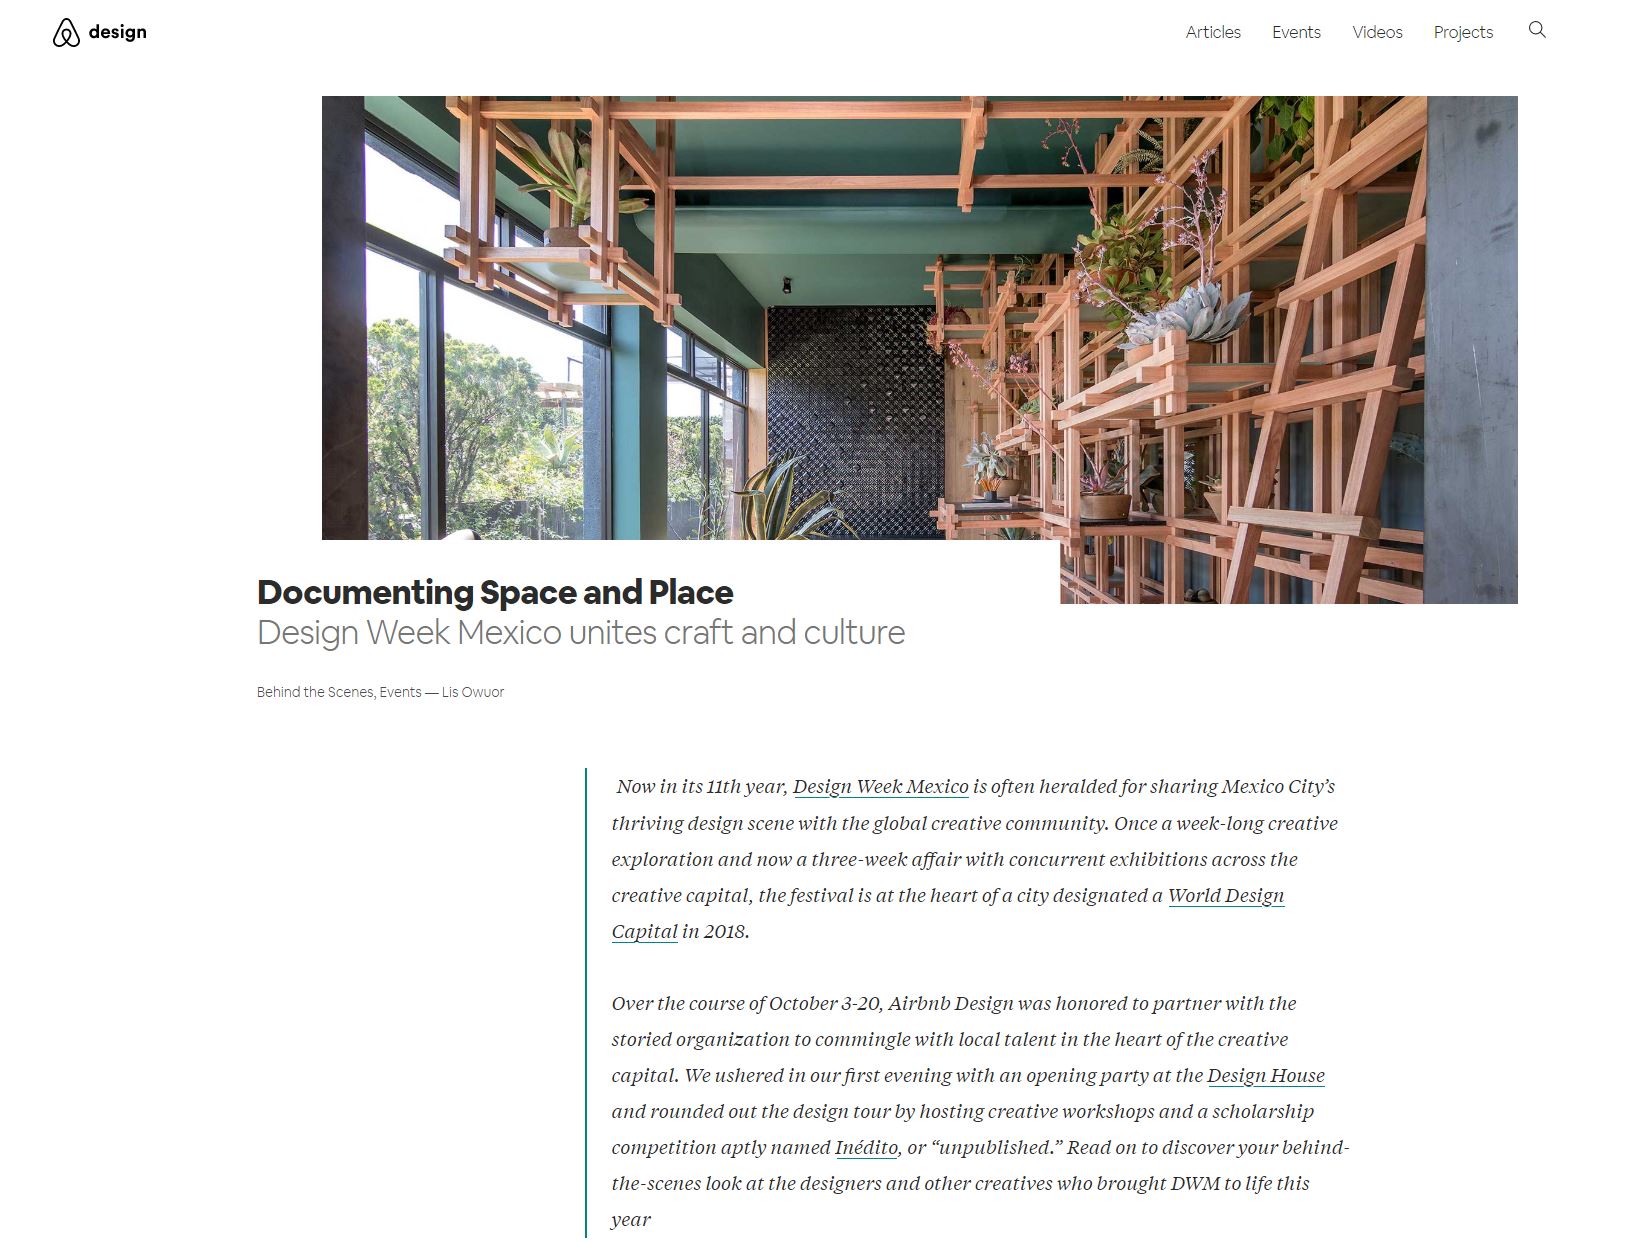 design
Articles Events Videos Projects
Documenting Space and Place
Design Week Mexico unites craft and culture
Behind the Scenes, Events — Lis Owuor
Now in its 11th year, Design Week Mexico is often heralded for sharing Mexico City’s
thriving design scene with the global creative community. Once a week-long creative
exploration and now a three-week affair with concurrent exhibitions across the
creative capital, the festival is at the heart of a city designated a World Design
Capital in 2018.
Over the course of October 3-20, Airbnb Design was honored to partner with the
storied organization to commingle with local talent in the heart of the creative
capital. We ushered in our first evening with an opening party at the Design House
and rounded out the design tour by hosting creative workshops and a scholarship
competition aptly named Inédito, or “unpublished.” Read on to discover your behind-
the-scenes look at the designers and other creatives who brought DWM to life this
year